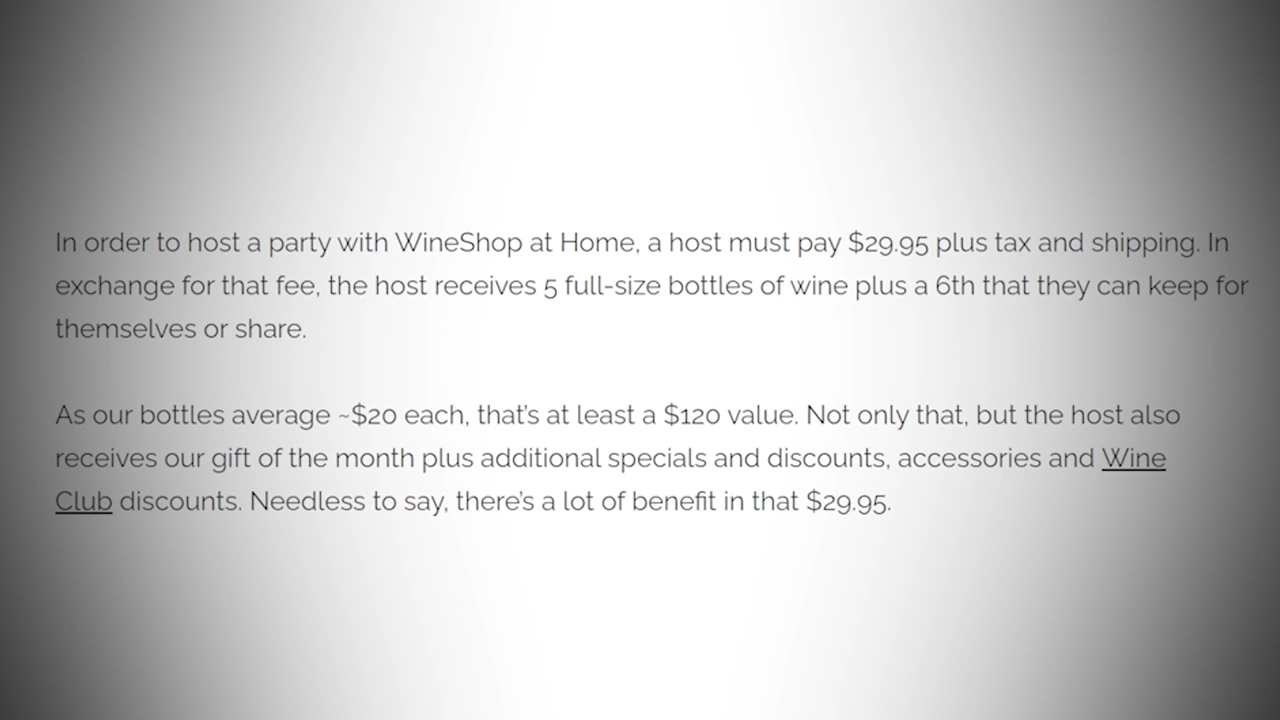 In order to host a party with WineShop at Home, a host must pay $29.95 plus tax and shipping. In
exchange for that fee, the host receives 5 full-size bottles of wine plus a 6th that they can keep for
themselves or share.
As our bottles average ~$20 each, that's at least a $120 value. Not only that, but the host also
receives our gift of the month plus additional specials and discounts, accessories and Wine
Club discounts. Needless to say, there's a lot of benefit in that $29.95.